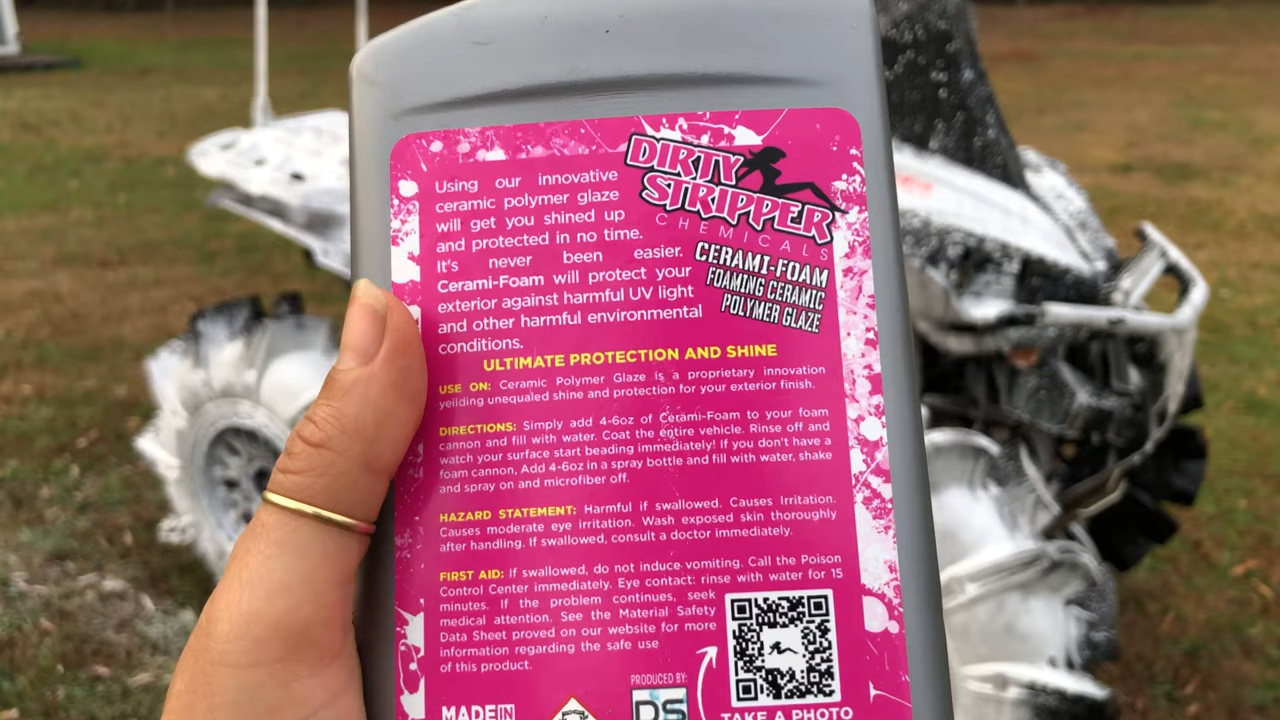 DIRTY
STRIPPER
CHEMICALS
CERAMI-FOAM
FOAMING CERAMIC
POLYMER GLAZE
Using our innovative
ceramic polymer glaze
will get you shined up
and protected in no time.
It's never been easier.
Cerami-Foam will protect your
exterior against harmful UV light
and other harmful environmental
conditions.
ULTIMATE PROTECTION AND SHINE
USE ON: Ceramic Polymer Glaze is a proprietary innovation
yeilding unequaled shine and protection for your exterior finish.
DIRECTIONS: Simply add 4-6oz of Cerami-Foam to your foam
cannon and fill with water. Coat the entire vehicle. Rinse off and
watch your surface start beading immediately! If you don't have a
foam cannon, Add 4-6oz in a spray bottle and fill with water, shake
and spray on and microfiber off.
HAZARD STATEMENT: Harmful if swallowed. Causes Irritation.
Causes moderate eye irritation. Wash exposed skin thoroughly
after handling. If swallowed, consult a doctor immediately.
FIRST AID: If swallowed, do not induce vomiting. Call the Poison
Control Center immediately. Eye contact: rinse with water for 15
minutes. If the problem continues, seek
medical attention. See the Material Safety
Data Sheet proved on our website for more
information regarding the safe use
of this product.
MADE IN
PRODUCED BY:
DS
TAKE A PHOTO